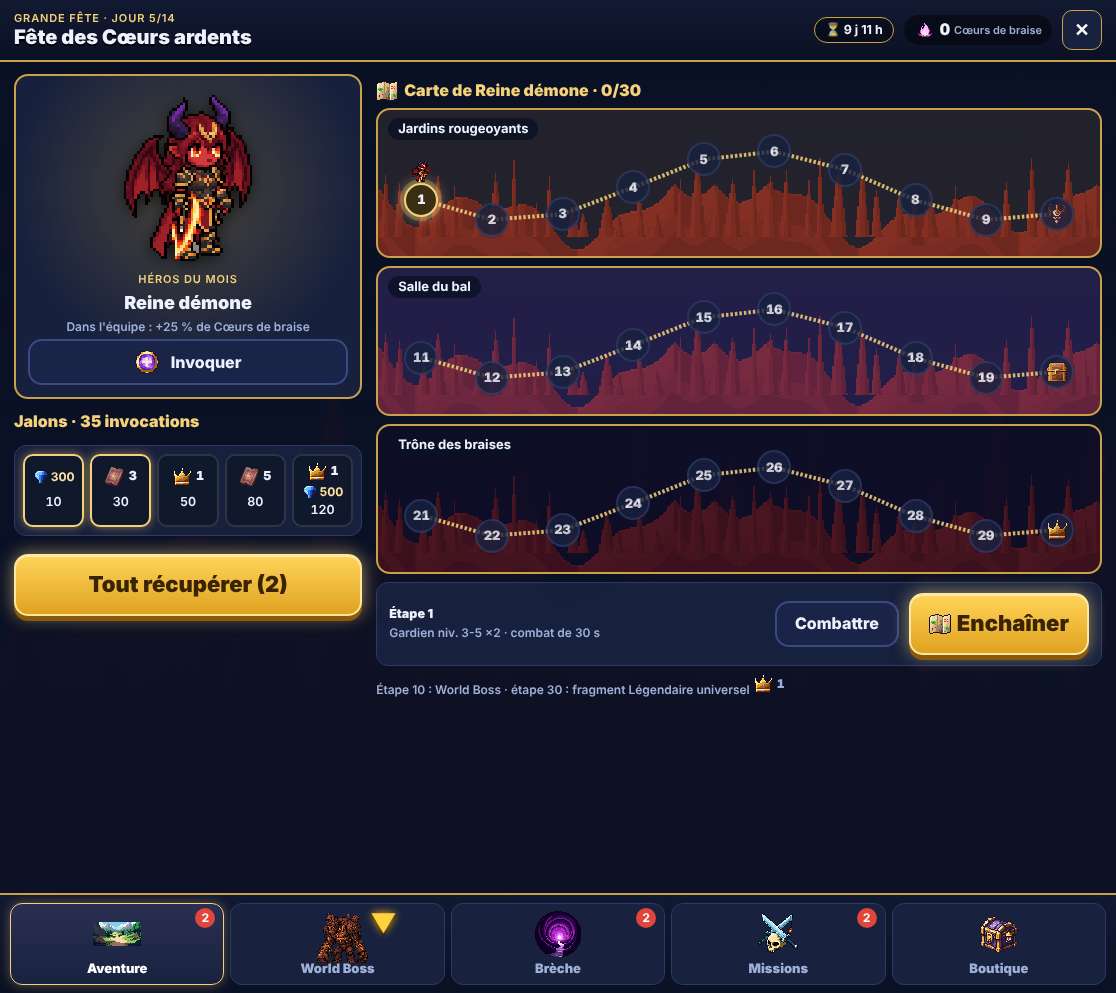 GRANDE FÊTE · JOUR 5/14
Fête des Cœurs ardents
9 j 11 h
0 Cœurs de braise
HÉROS DU MOIS
Reine démone
Dans l'équipe : +25 % de Cœurs de braise
Invoquer
Jalons · 35 invocations
300
10
3
30
1
50
5
80
1
500
120
Tout récupérer (2)
Carte de Reine démone · 0/30
Jardins rougeoyants
1
2
3
4
5
6
7
8
9
Salle du bal
11
12
13
14
15
16
17
18
19
Trône des braises
21
22
23
24
25
26
27
28
29
Étape 1
Gardien niv. 3-5 ×2 · combat de 30 s
Combattre
Enchaîner
Étape 10 : World Boss · étape 30 : fragment Légendaire universel 1
2
Aventure
World Boss
2
Brèche
2
Missions
Boutique